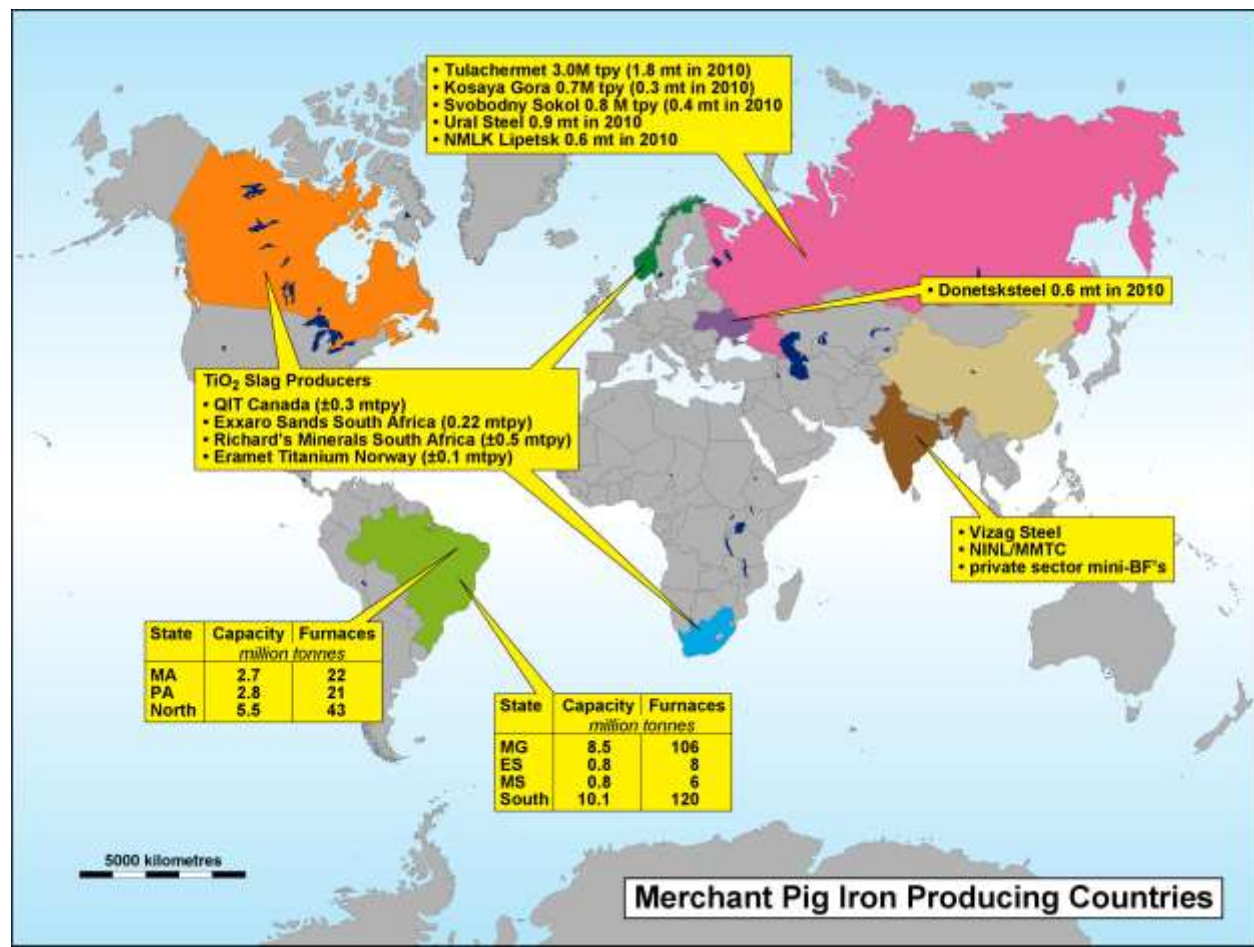 • Tulachermet 3.0M tpy (1.8 mt in 2010)
• Kosaya Gora 0.7M tpy (0.3 mt in 2010)
• Svobodny Sokol 0.8 M tpy (0.4 mt in 2010
• Ural Steel 0.9 mt in 2010
• NMLK Lipetsk 0.6 mt in 2010
• Donetsksteel 0.6 mt in 2010
TiO2 Slag Producers
• QIT Canada (±0.3 mtpy)
• Exxaro Sands South Africa (0.22 mtpy)
• Richard's Minerals South Africa (±0.5 mtpy)
• Eramet Titanium Norway (±0.1 mtpy)
• Vizag Steel
• NINL/MMTC
• private sector mini-BF's
State Capacity Furnaces
million tonnes
MA 2.7 22
PA 2.8 21
North 5.5 43
State Capacity Furnaces
million tonnes
MG 8.5 106
ES 0.8 8
MS 0.8 6
South 10.1 120
5000 kilometres
Merchant Pig Iron Producing Countries